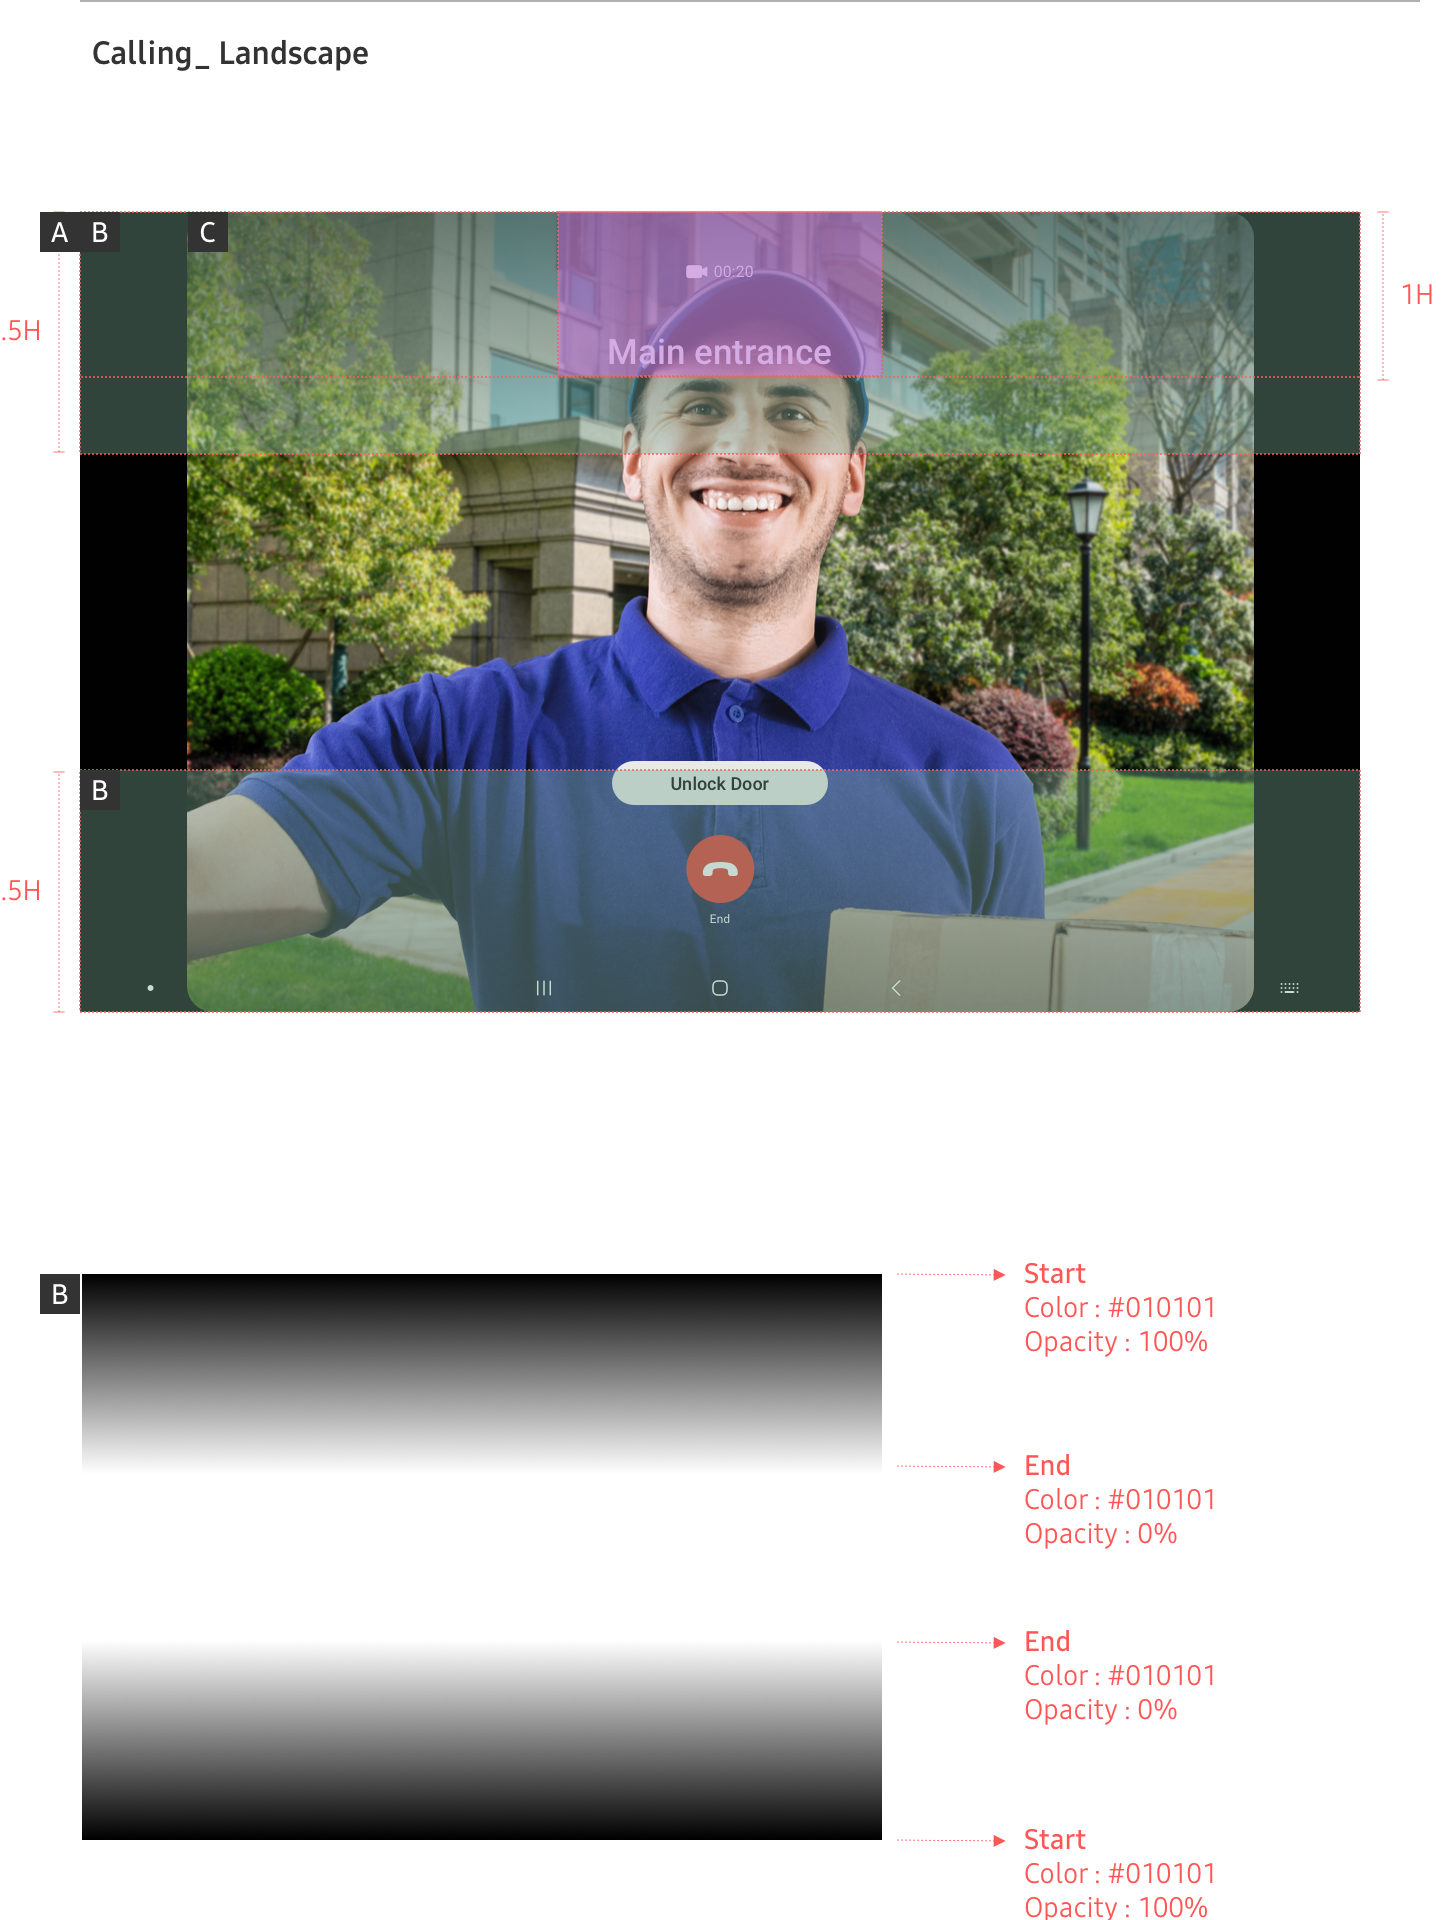 Calling_ Landscape
A B C
00:20
1H
.5H
Main entrance
B
Unlock Door
.5H
End
B
Start
Color : #010101
Opacity : 100%
End
Color : #010101
Opacity : 0%
End
Color : #010101
Opacity : 0%
Start
Color : #010101
Opacity : 100%